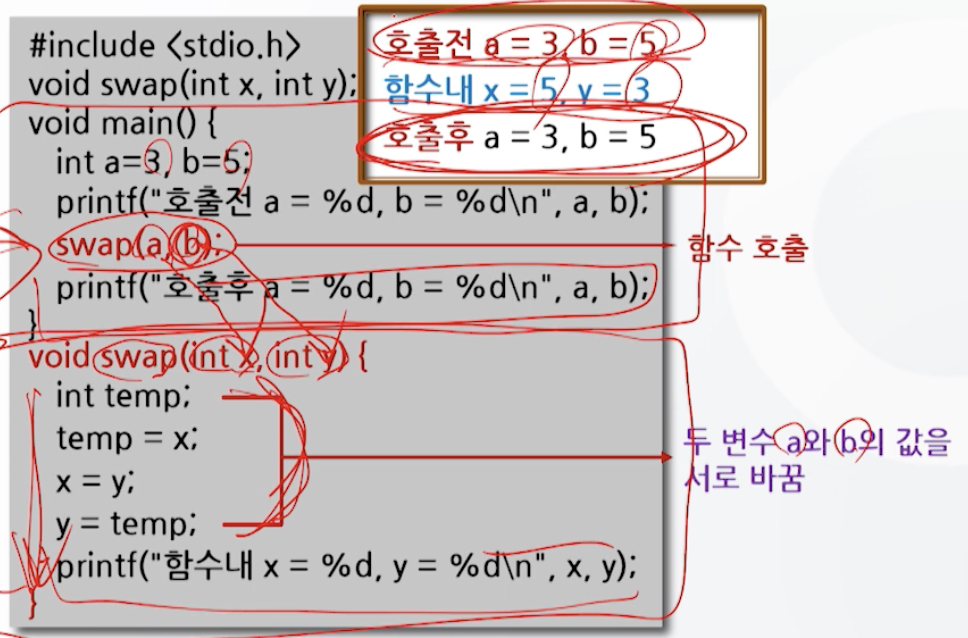 #include <stdio.h>
void swap(int x, int y);
void main() {
int a=3, b=5;
printf("호출전 a = %d, b = %d\n", a, b);
swap(a, b);
printf("호출후 a = %d, b = %d\n", a, b);
}
void swap(int x, int y) {
int temp;
temp = x;
x = y;
y = temp;
printf("함수내 x = %d, y = %d\n", x, y);
}
호출전 a = 3, b = 5
함수내 x = 5, y = 3
호출후 a = 3, b = 5
함수 호출
두 변수 a와 b의 값을
서로 바꿈